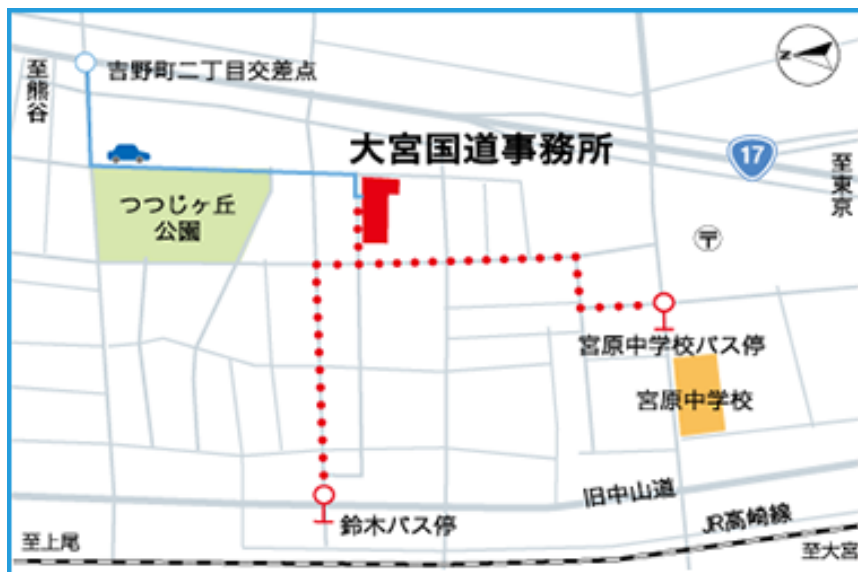 吉野町二丁目交差点
至熊谷
N
大宮国道事務所
17
至東京
つつじヶ丘
公園
〒
宮原中学校バス停
宮原中学校
旧中山道
鈴木バス停
JR高崎線
至上尾
至大宮